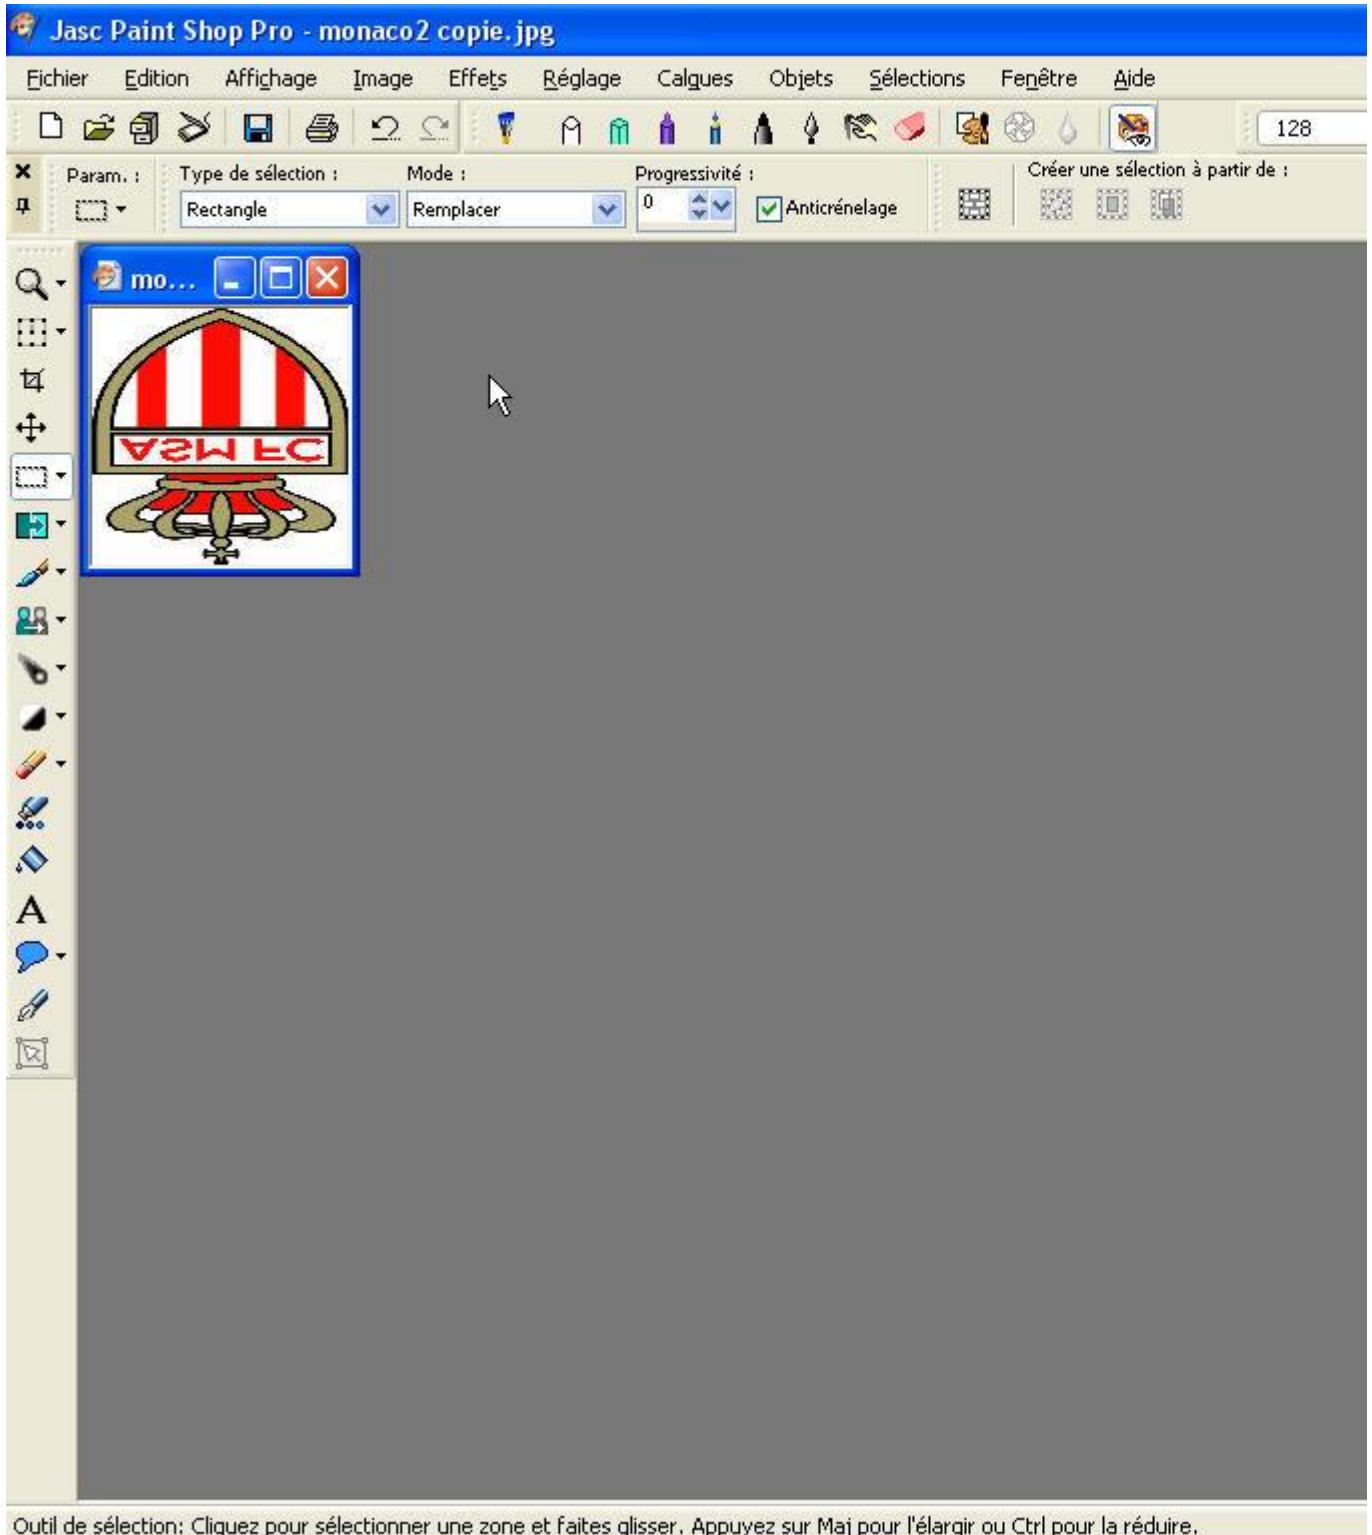 Jasc Paint Shop Pro - monaco2 copie.jpg
Fichier Edition Affichage Image Effets Réglage Calques Objets Sélections Fenêtre Aide
128
Param. : Type de sélection : Mode : Progressivité : Créer une sélection à partir de :
Rectangle Remplacer 0 Anticrénelage
mo...
ASM FC
A
Outil de sélection: Cliquez pour sélectionner une zone et faites glisser. Appuyez sur Maj pour l'élargir ou Ctrl pour la réduire.